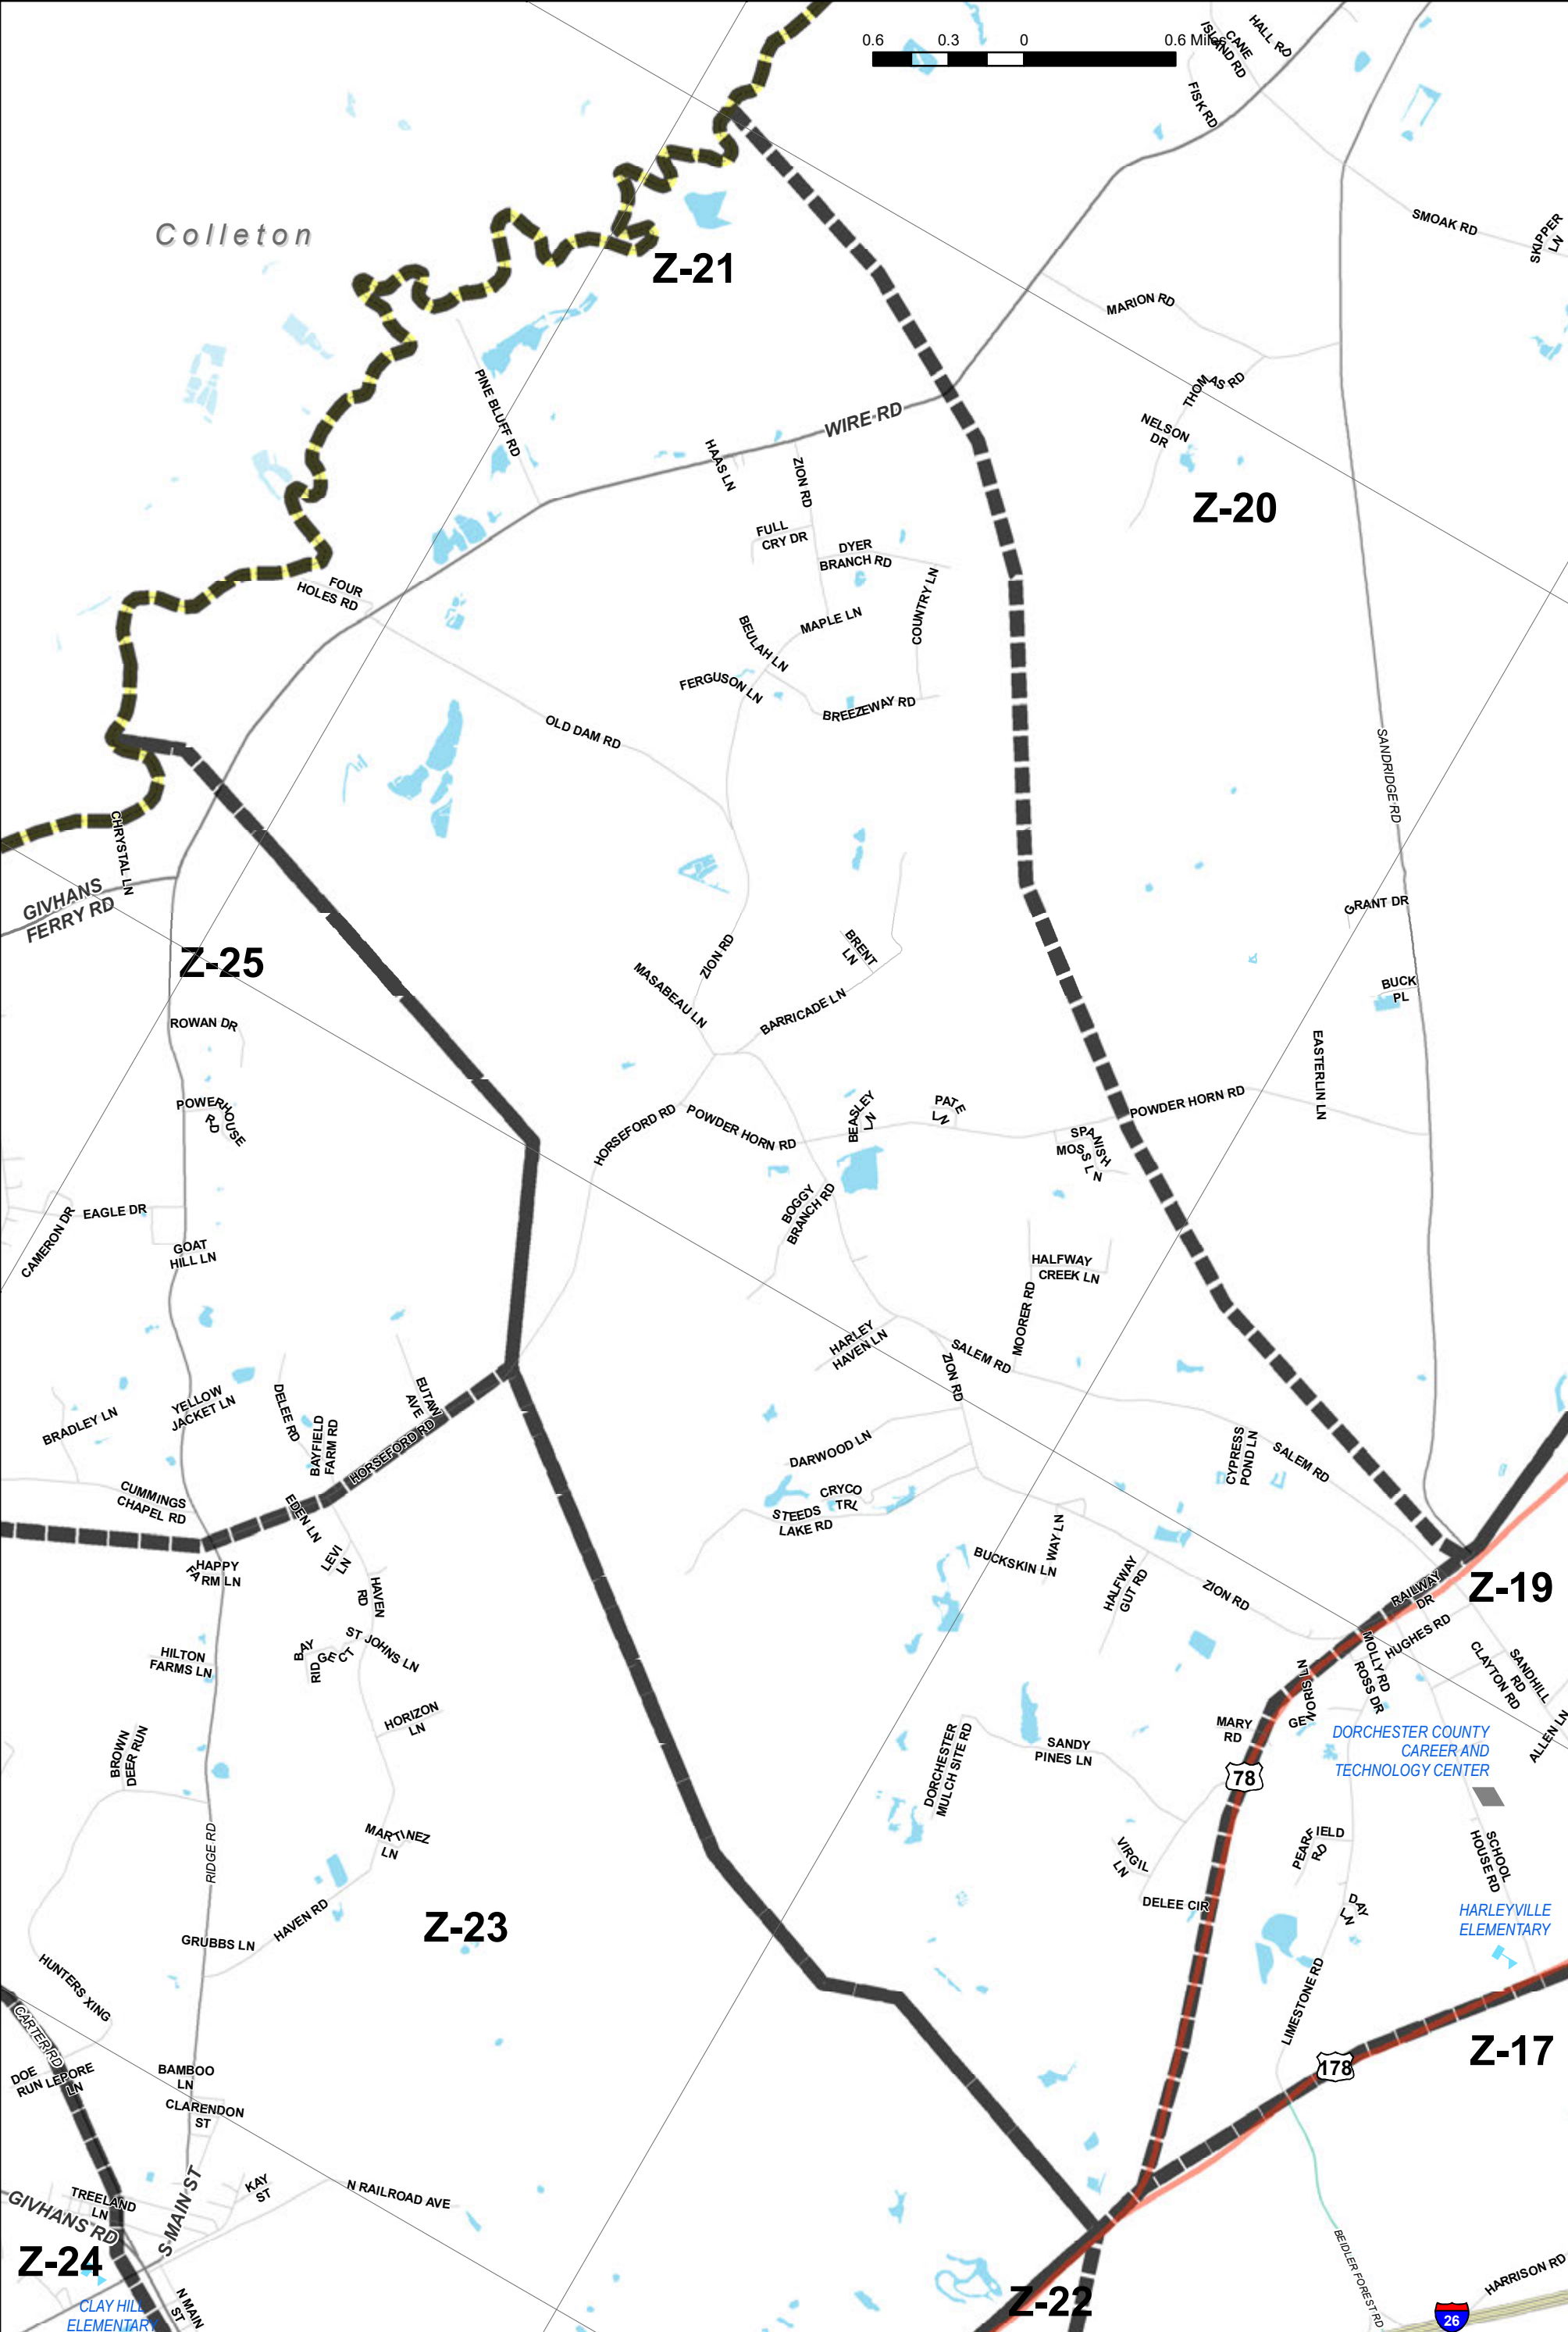 0.6 0.3 0 0.6 Miles
CANE
ISLAND RD
HALL RD
FISK RD
SMOAK RD
SKIPPER
LN
Colleton
Z-21
MARION RD
THOMAS RD
NELSON
DR
PINE BLUFF RD
WIRE RD
HAAS LN
ZION RD
Z-20
FULL
CRY DR
DYER
BRANCH RD
COUNTRY LN
FOUR
HOLES RD
MAPLE LN
BEULAH LN
FERGUSON LN
BREEZEWAY RD
OLD DAM RD
SANDRIDGE RD
CHRYSTAL LN
GIVHANS
FERRY RD
Z-25
GRANT DR
BUCK
PL
BRENT
LN
ZION RD
MASABEAU LN
BARRICADE LN
ROWAN DR
EASTERLIN LN
POWERHOUSE
RD
HORSEFORD RD
POWDER HORN RD
BEASLEY
LN
PATE
LN
POWDER HORN RD
SPANISH
MOSS LN
CAMERON DR
EAGLE DR
GOAT
HILL LN
BOGGY
BRANCH RD
HALFWAY
CREEK LN
MOORER RD
HARLEY
HAVEN LN
SALEM RD
ZION RD
BRADLEY LN
YELLOW
JACKET LN
DELEE RD
BAYFIELD
FARM RD
EUTAW
AVE
HORSEFORD RD
DARWOOD LN
CYPRESS
POND LN
SALEM RD
CUMMINGS
CHAPEL RD
EDEN LN
CRYCO
TRL
STEEDS
LAKE RD
HAPPY
FARM LN
LEVI
LN
HAVEN
RD
BUCKSKIN LN
WAY LN
HALFWAY
GUT RD
ZION RD
RAILWAY
DR
Z-19
HILTON
FARMS LN
BAY
RIDGE CT
ST JOHNS LN
MOLLY RD
ROSS DR
HUGHES RD
CLAYTON RD
SANDHILL
RD
ALLEN LN
HORIZON
LN
BROWN
DEER RUN
DORCHESTER
MULCH SITE RD
SANDY
PINES LN
MARY
RD
DORCHESTER COUNTY
CAREER AND
TECHNOLOGY CENTER
78
RIDGE RD
MARTINEZ
LN
VIRGIL
LN
DELEE CIR
PEARFIELD
RD
SCHOOL
HOUSE RD
DAY
LN
HARLEYVILLE
ELEMENTARY
HAVEN RD
GRUBBS LN
Z-23
HUNTERS XING
LIMESTONE RD
CARTER RD
DOE
RUN
LEPORE
LN
BAMBOO
LN
CLARENDON
ST
178
Z-17
KAY
ST
N RAILROAD AVE
TREELAND
LN
GIVHANS RD
S MAIN ST
Z-24
N MAIN
ST
CLAY HILL
ELEMENTARY
Z-22
BEIDLER FOREST RD
HARRISON RD
26